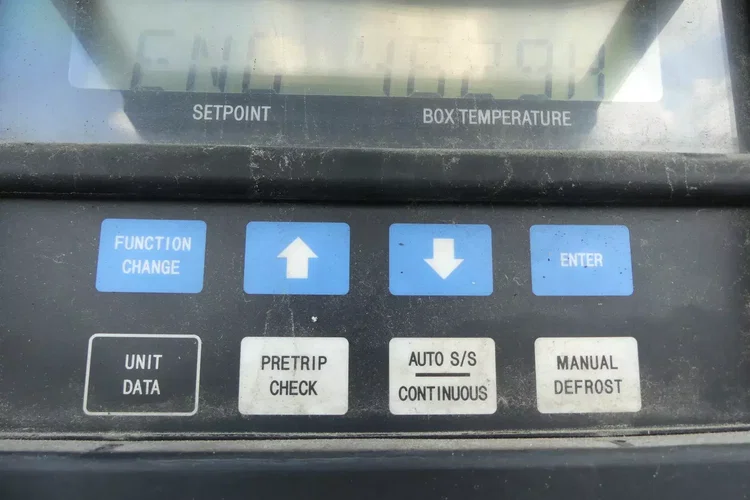 SETPOINT BOX TEMPERATURE
FUNCTION
CHANGE
ENTER
UNIT
DATA
PRETRIP
CHECK
AUTO S/S
CONTINUOUS
MANUAL
DEFROST